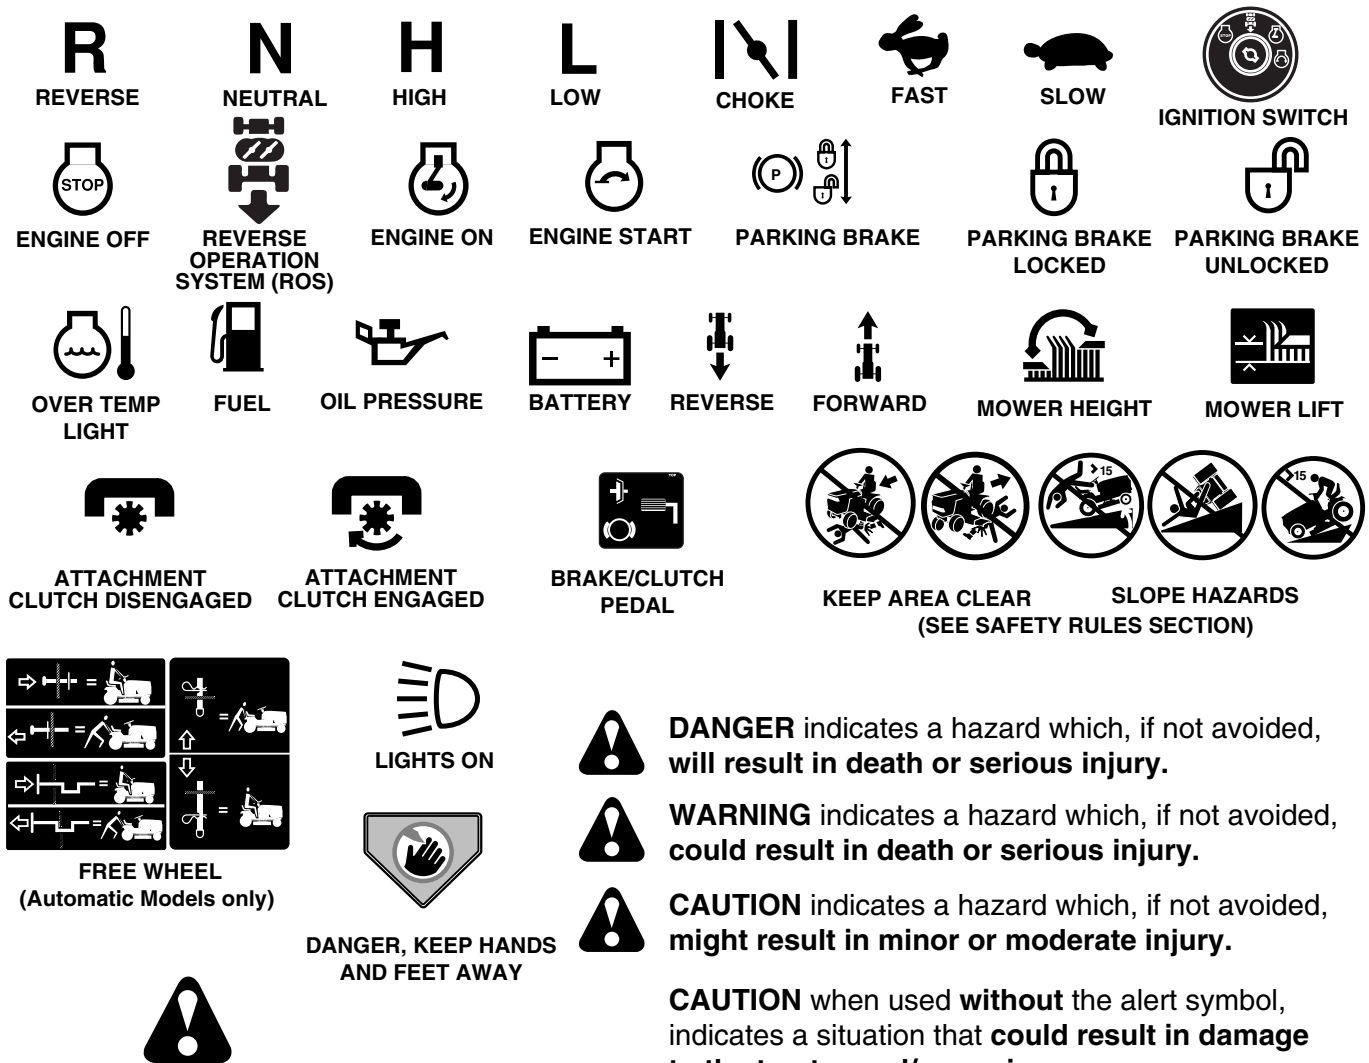 R N H L
REVERSE NEUTRAL HIGH LOW CHOKE FAST SLOW IGNITION SWITCH
STOP
STOP P
ENGINE OFF REVERSE OPERATION SYSTEM (ROS) ENGINE ON ENGINE START PARKING BRAKE PARKING BRAKE LOCKED PARKING BRAKE UNLOCKED
OVER TEMP LIGHT FUEL OIL PRESSURE BATTERY REVERSE FORWARD MOWER HEIGHT MOWER LIFT
TOP
>15 >15
ATTACHMENT CLUTCH DISENGAGED ATTACHMENT CLUTCH ENGAGED BRAKE/CLUTCH PEDAL KEEP AREA CLEAR SLOPE HAZARDS
(SEE SAFETY RULES SECTION)
FREE WHEEL
(Automatic Models only)
LIGHTS ON
DANGER, KEEP HANDS
AND FEET AWAY
DANGER indicates a hazard which, if not avoided,
will result in death or serious injury.
WARNING indicates a hazard which, if not avoided,
could result in death or serious injury.
CAUTION indicates a hazard which, if not avoided,
might result in minor or moderate injury.
CAUTION when used without the alert symbol,
indicates a situation that could result in damage